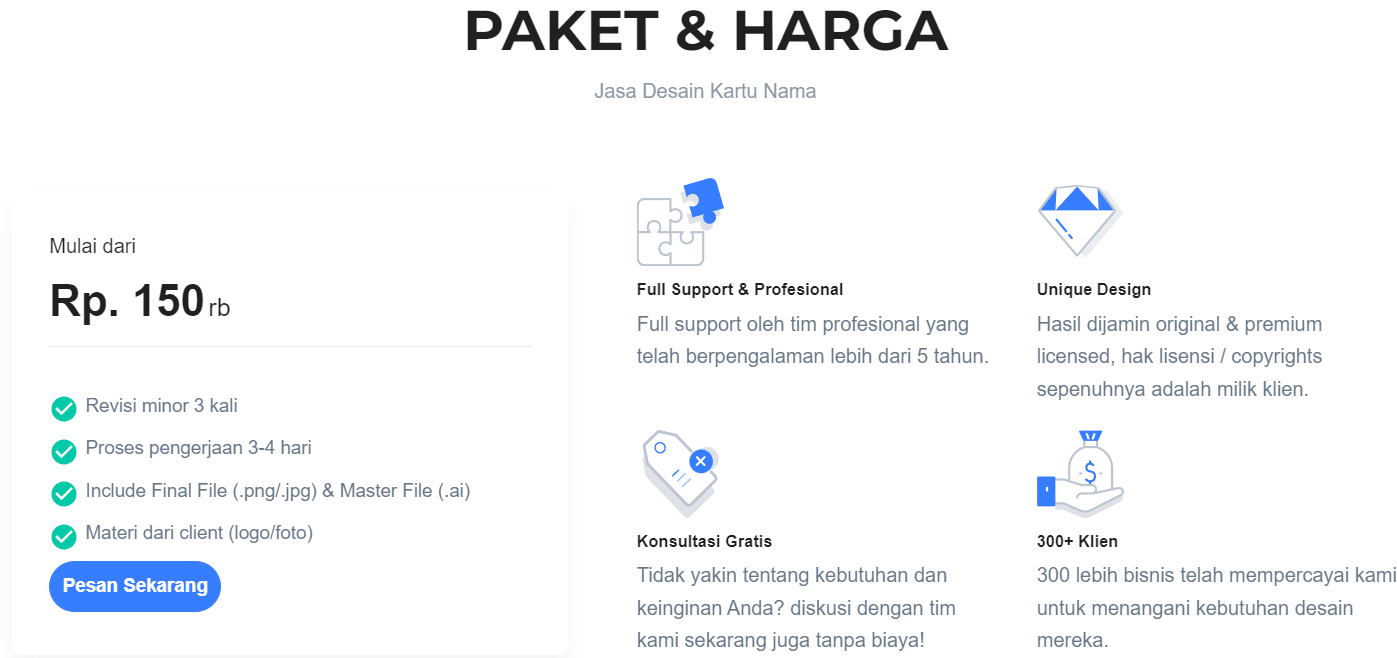 PAKET & HARGA
Jasa Desain Kartu Nama
Mulai dari
Rp. 150 rb
Revisi minor 3 kali
Proses pengerjaan 3-4 hari
Include Final File (.png/.jpg) & Master File (.ai)
Materi dari client (logo/foto)
Pesan Sekarang
Full Support & Profesional
Full support oleh tim profesional yang
telah berpengalaman lebih dari 5 tahun.
Unique Design
Hasil dijamin original & premium
licensed, hak lisensi / copyrights
sepenuhnya adalah milik klien.
Konsultasi Gratis
Tidak yakin tentang kebutuhan dan
keinginan Anda? diskusi dengan tim
kami sekarang juga tanpa biaya!
$
300+ Klien
300 lebih bisnis telah mempercayai kami
untuk menangani kebutuhan desain
mereka.